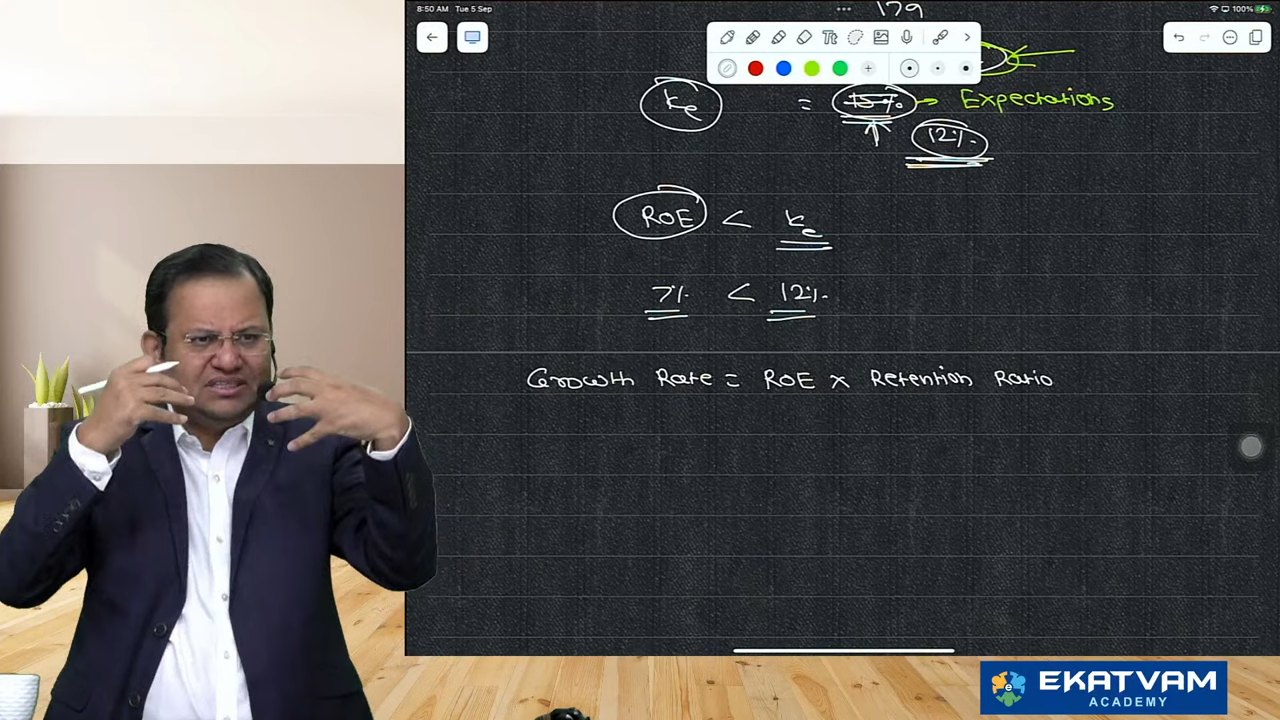 8:50 AM Tue 5 Sep
100%
179
Tt
ke = 15% → Expectations
12%
ROE < ke
7% < 12%
Growth Rate = ROE × Retention Ratio
EKATVAM
ACADEMY